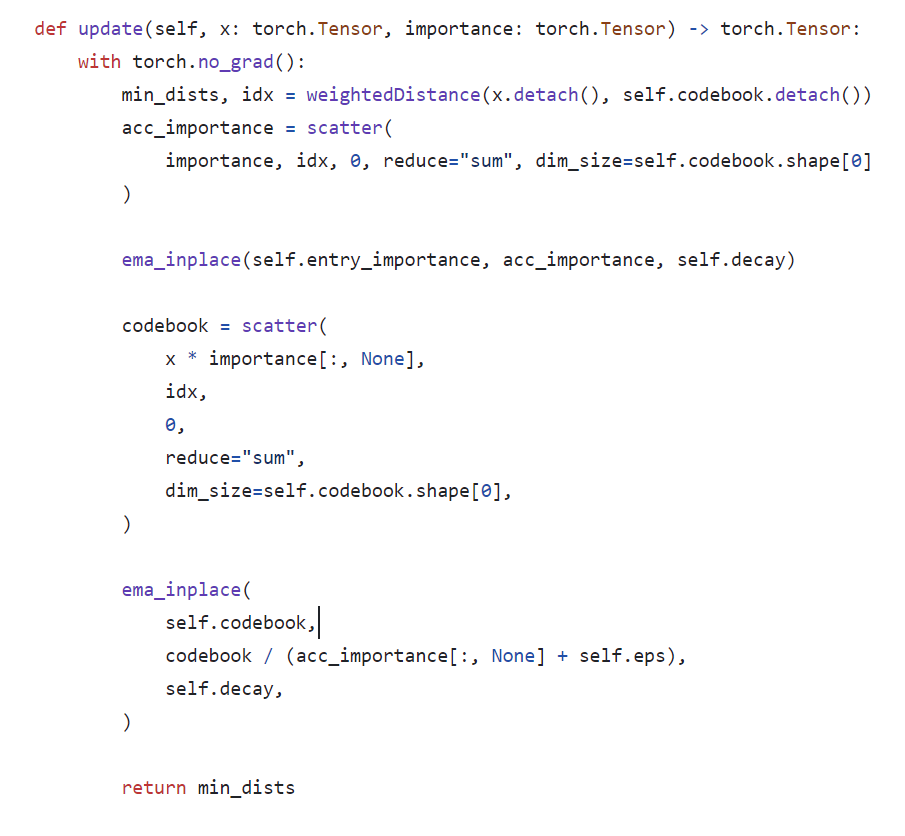 def update(self, x: torch.Tensor, importance: torch.Tensor) -> torch.Tensor:
    with torch.no_grad():
        min_dists, idx = weightedDistance(x.detach(), self.codebook.detach())
        acc_importance = scatter(
            importance, idx, 0, reduce="sum", dim_size=self.codebook.shape[0]
        )

        ema_inplace(self.entry_importance, acc_importance, self.decay)

        codebook = scatter(
            x * importance[:, None],
            idx,
            0,
            reduce="sum",
            dim_size=self.codebook.shape[0],
        )

        ema_inplace(
            self.codebook,
            codebook / (acc_importance[:, None] + self.eps),
            self.decay,
        )

        return min_dists